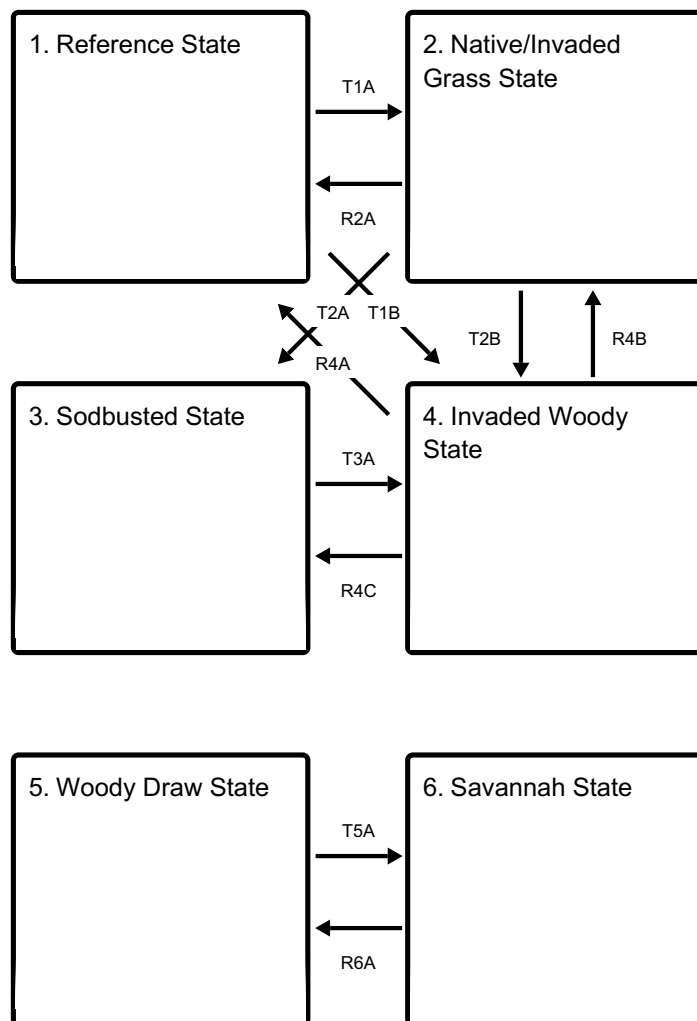 1. Reference State
2. Native/Invaded
Grass State
T1A
R2A
T2A
T1B
R4A
T2B
R4B
3. Sodbusted State
4. Invaded Woody
State
T3A
R4C
5. Woody Draw State
6. Savannah State
T5A
R6A